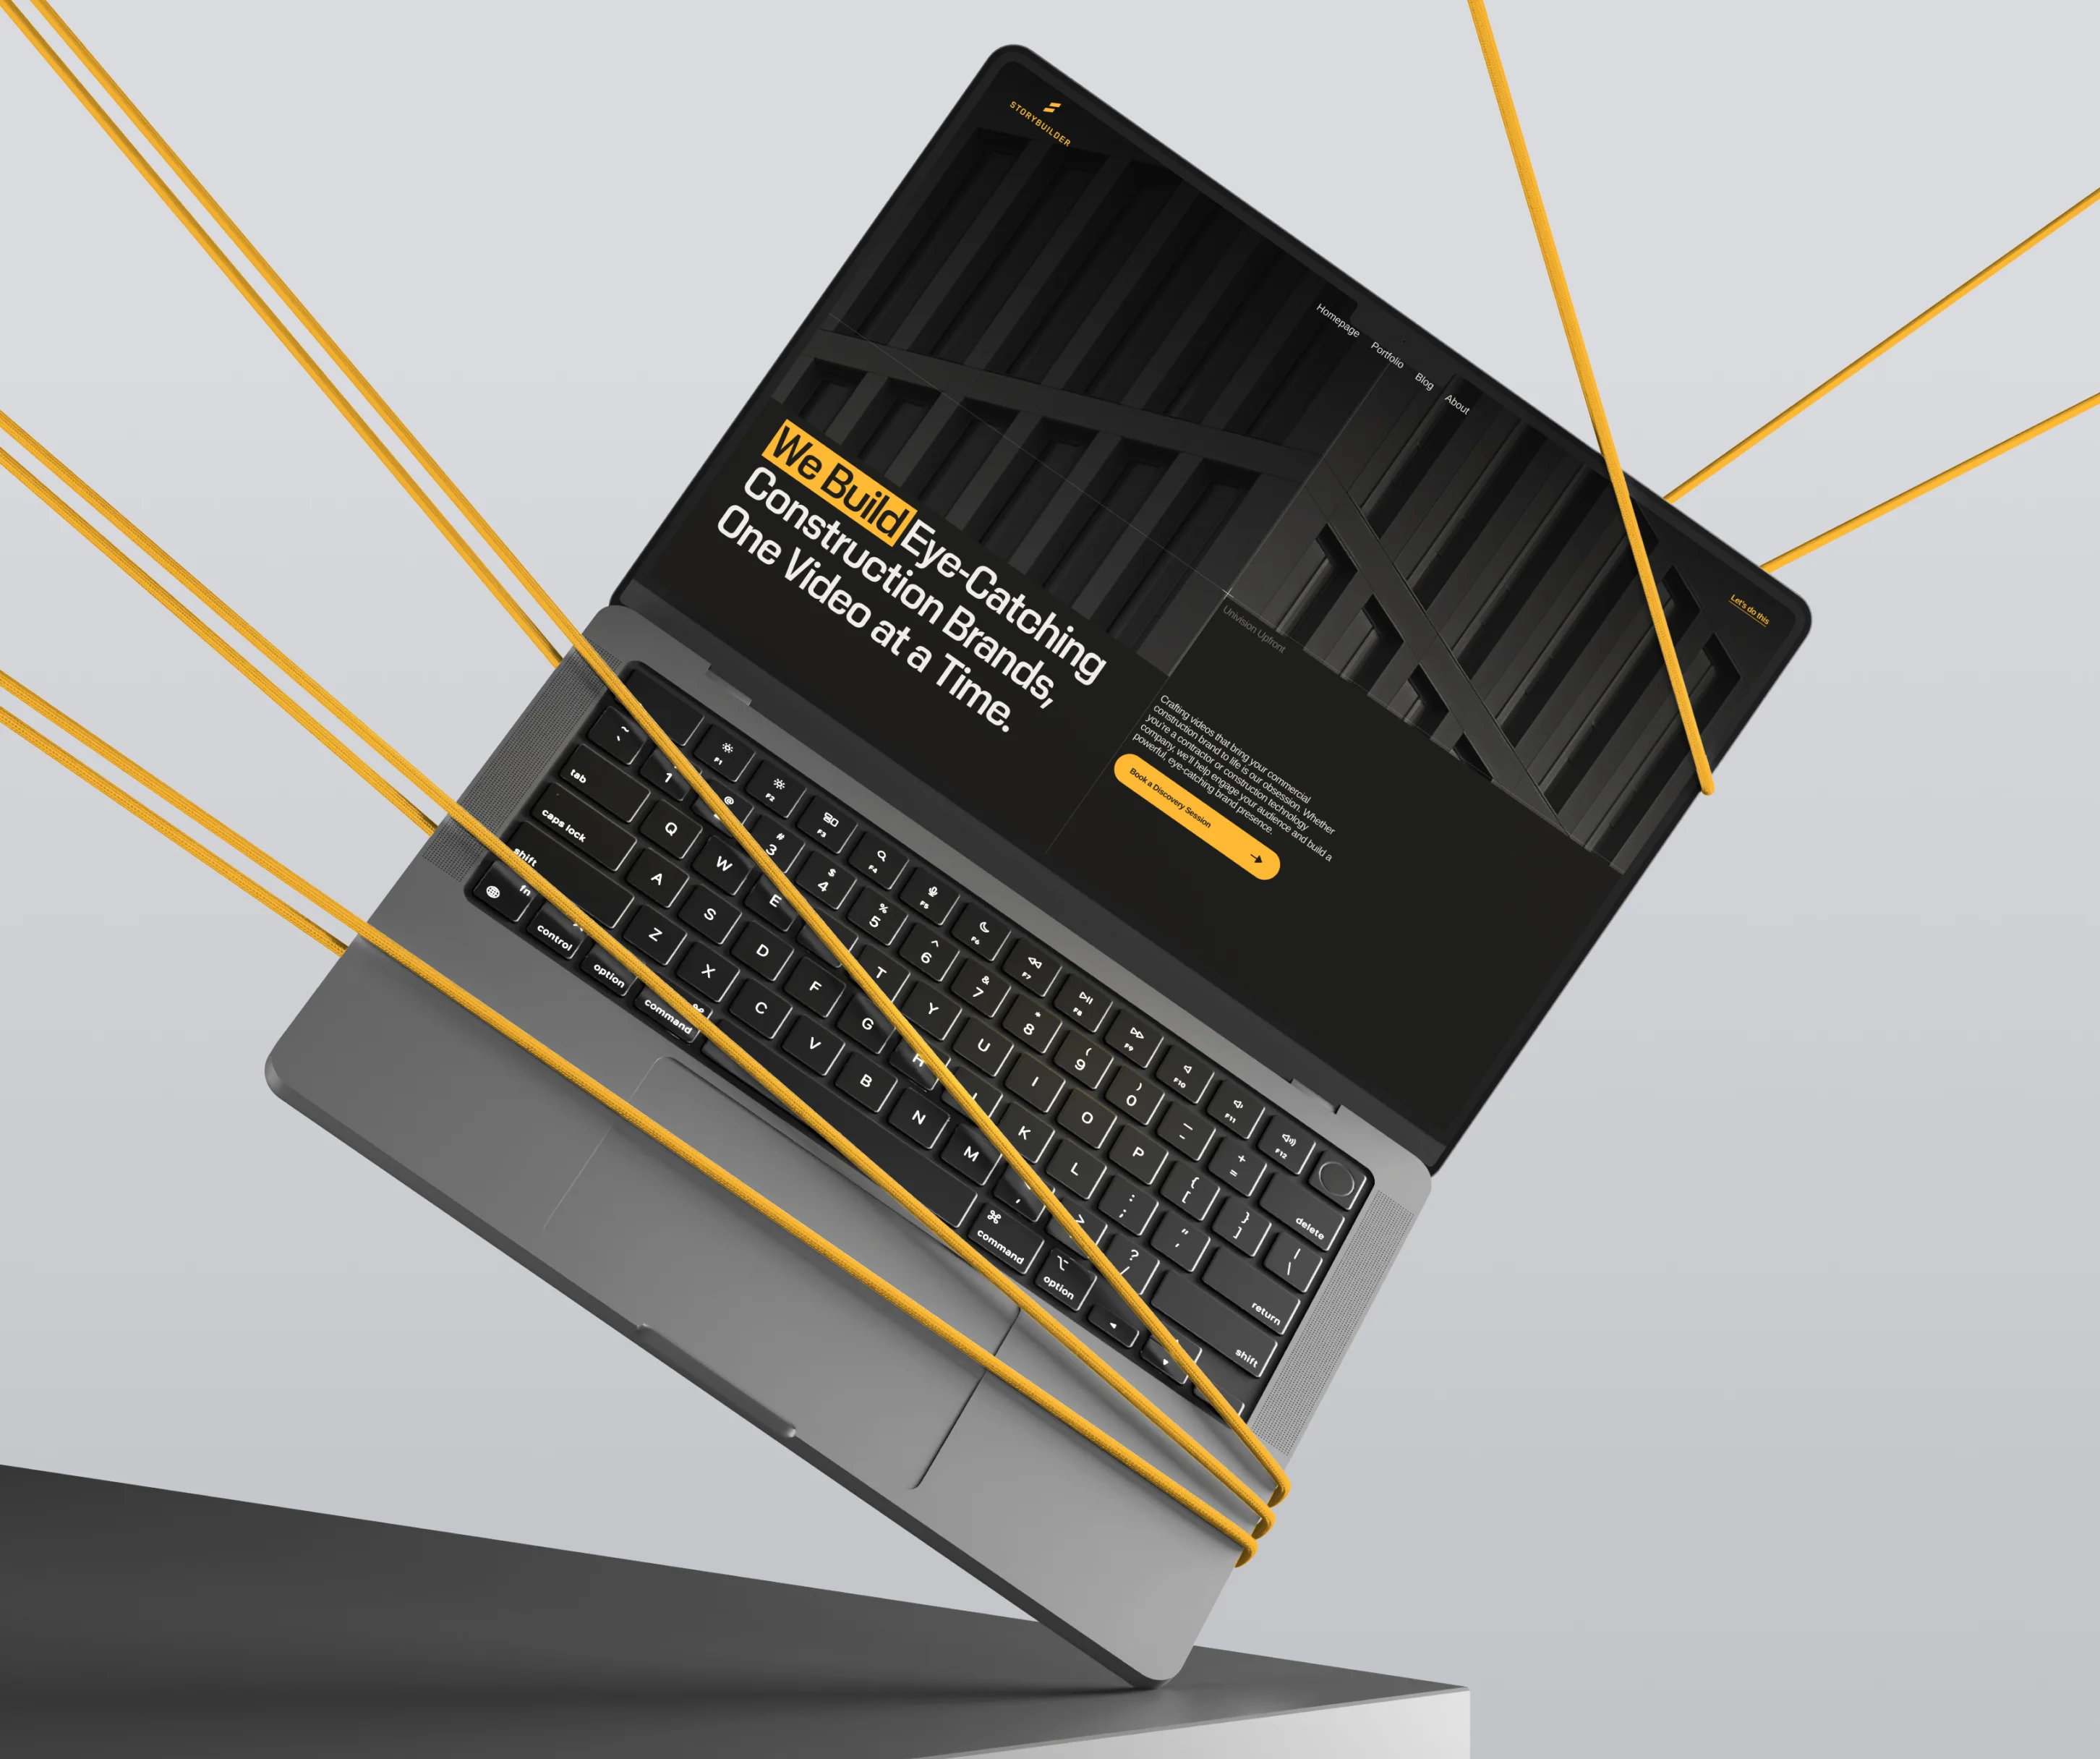 STORYBUILDER
Homepage
Portfolio
Blog
About
Let's do this
We Build Eye-Catching
Construction Brands,
One Video at a Time.
Univision Upfront
Crafting videos that bring your commercial
construction brand to life is our obsession. Whether
you're a contractor or construction technology
company, we'll help engage your audience and build a
powerful, eye-catching brand presence.
Book a Discovery Session →
F1 F2 F3 F4 F5 F6 F7 F8 F9 F10 F11 F12
~ 1 @ # 3 $ 4 % 5 ^ 6 & 7 * 8 ( 9 ) 0 _ - + = delete
tab Q W E T Y U I O P { [ } ] | \
caps lock A S D F G H K L : ; " ' return
shift Z X C V B N M , > ? / shift
fn control option command ⌘ command ⌥ option